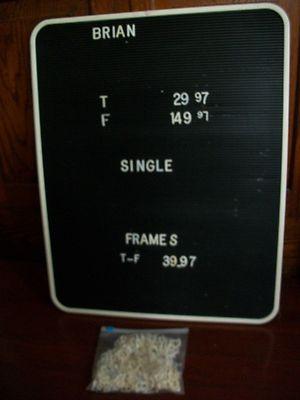 BRIAN
T 29 97
F 149 97
SINGLE
FRAMES
T-F 39.97